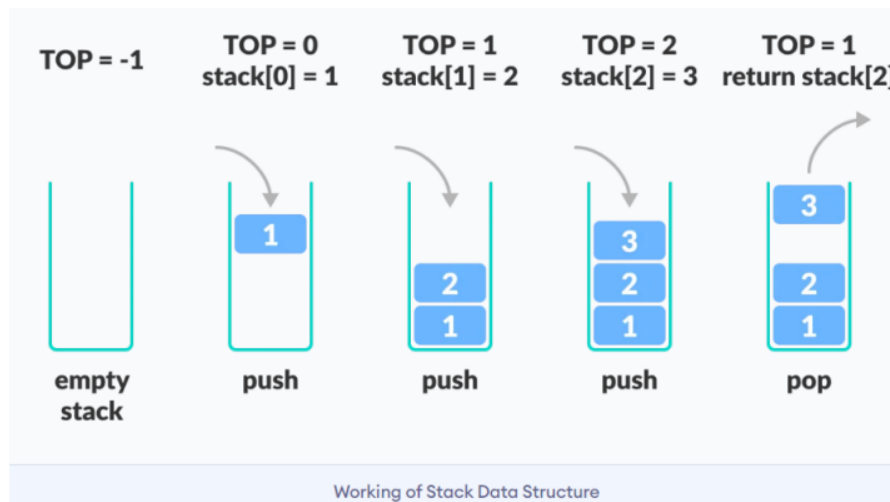 TOP = -1
TOP = 0
stack[0] = 1
TOP = 1
stack[1] = 2
TOP = 2
stack[2] = 3
TOP = 1
return stack[2]
1
2
1
3
2
1
3
2
1
empty
stack
push
push
push
pop
Working of Stack Data Structure